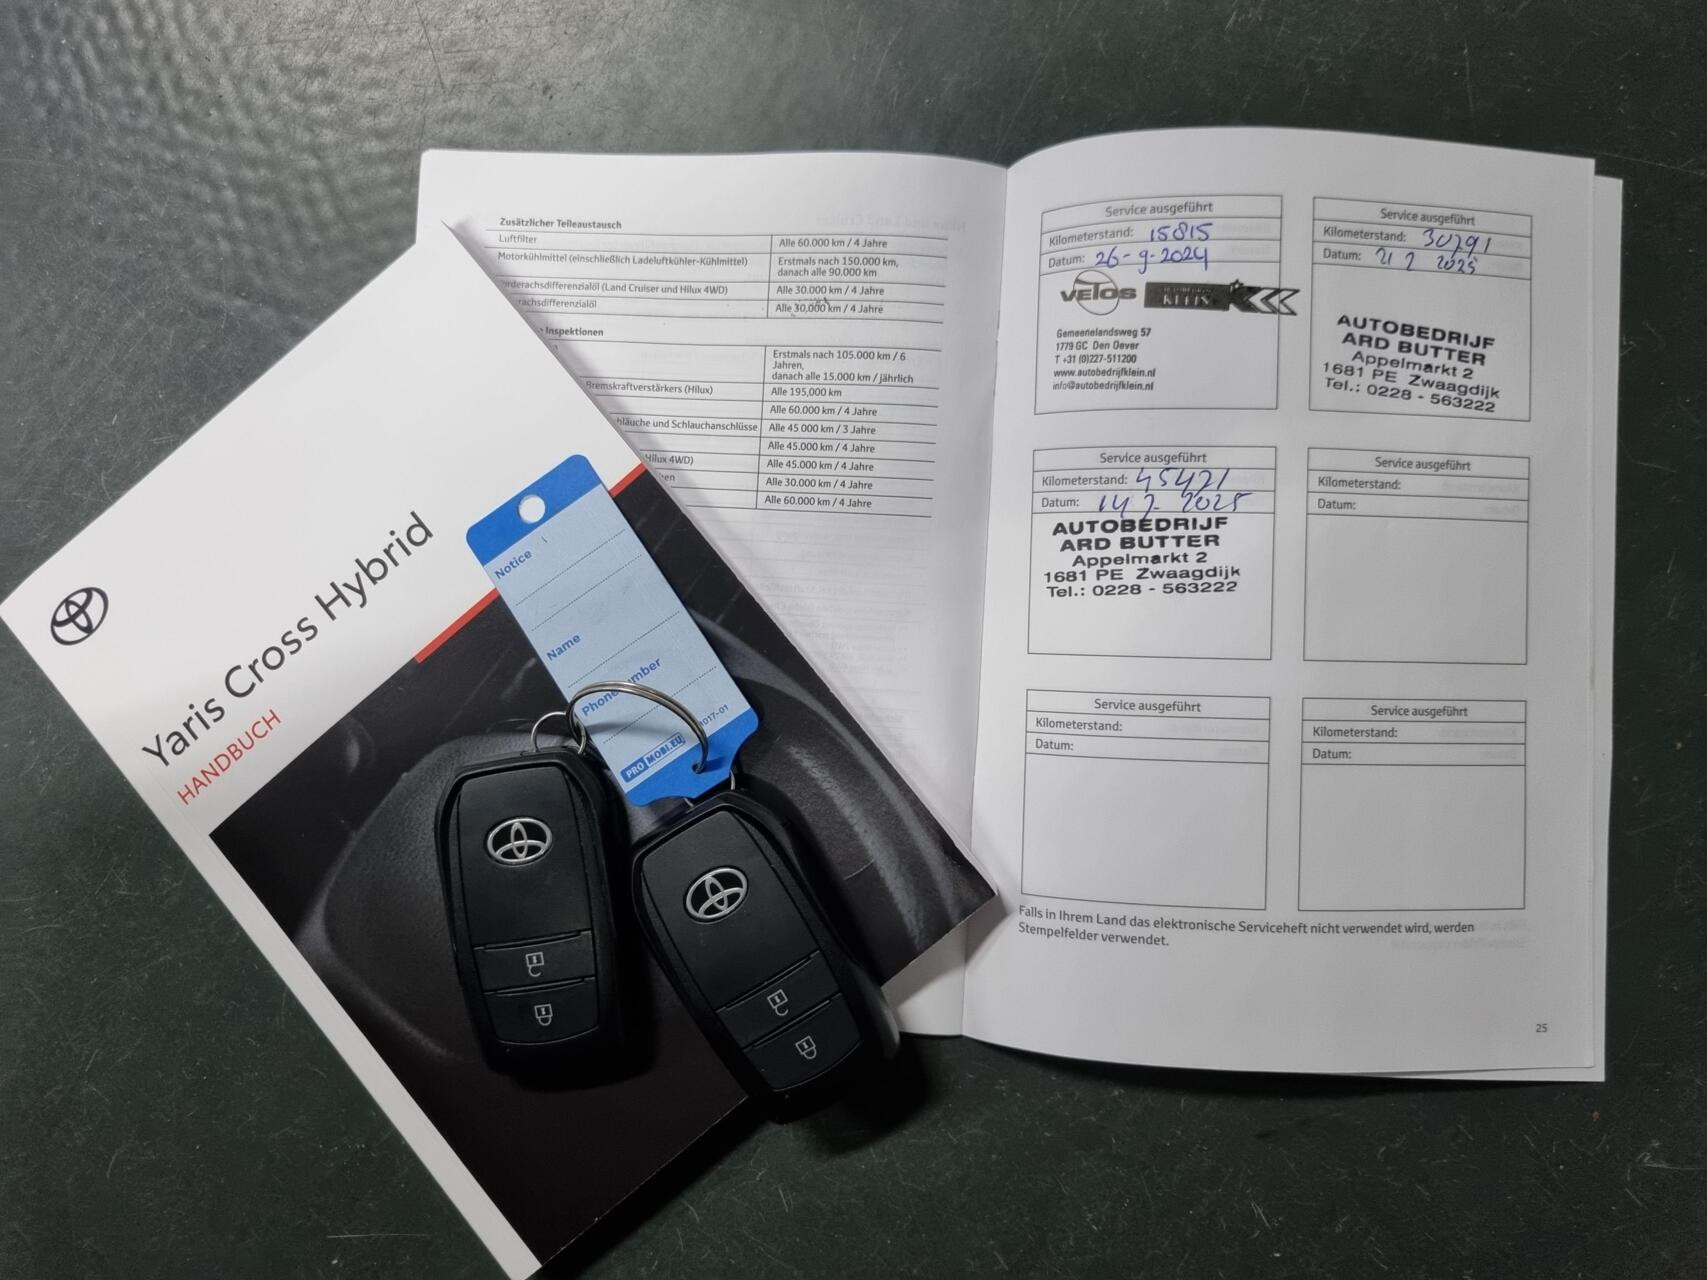 Yaris Cross Hybrid
HANDBUCH
Notice
Name
Phone number
017-01
PRO MOBI.EU
Zusätzlicher Teileaustausch
Luftfilter
Alle 60.000 km / 4 Jahre
Motorkühlmittel (einschließlich Ladeluftkühler-Kühlmittel)
Erstmals nach 150.000 km,
danach alle 90.000 km
orderachsdifferenzialöl (Land Cruiser und Hilux 4WD)
Alle 30.000 km / 4 Jahre
rachsdifferenzialöl
Alle 30,000 km / 4 Jahre
Inspektionen
Erstmals nach 105.000 km / 6
Jahren,
danach alle 15.000 km / jährlich
Bremskraftverstärkers (Hilux)
Alle 195,000 km
Alle 60.000 km / 4 Jahre
hläuche und Schlauchanschlüsse
Alle 45 000 km / 3 Jahre
Alle 45.000 km / 4 Jahre
Hilux 4WD)
Alle 45.000 km / 4 Jahre
en
Alle 30.000 km / 4 Jahre
Alle 60.000 km / 4 Jahre
Service ausgeführt
Kilometerstand: 15815
Datum: 26-9-2024
VETOS
KLEIN
Gemeenelandsweg 57
1779 GC Den Oever
T +31 (0)227-511200
www.autobedrijfklein.nl
info@autobedrijfklein.nl
Service ausgeführt
Kilometerstand: 30291
Datum: 21 2 2025
AUTOBEDRIJF
ARD BUTTER
Appelmarkt 2
1681 PE Zwaagdijk
Tel.: 0228 - 563222
Service ausgeführt
Kilometerstand: 45421
Datum: 14 7- 2025
AUTOBEDRIJF
ARD BUTTER
Appelmarkt 2
1681 PE Zwaagdijk
Tel.: 0228 - 563222
Service ausgeführt
Kilometerstand:
Datum:
Service ausgeführt
Kilometerstand:
Datum:
Service ausgeführt
Kilometerstand:
Datum:
Falls in Ihrem Land das elektronische Serviceheft nicht verwendet wird, werden
Stempelfelder verwendet.
25